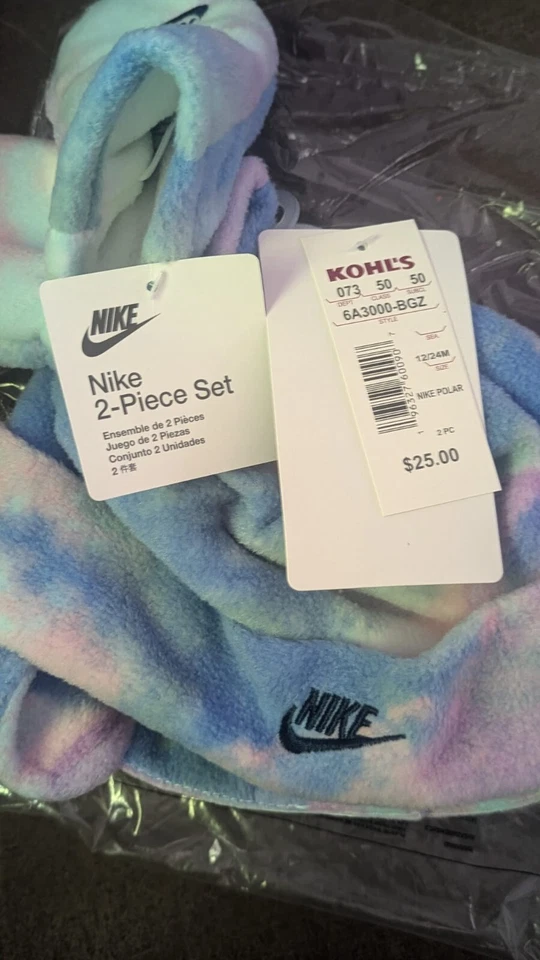 NIKE
Nike
2-Piece Set
Ensemble de 2 Pièces
Juego de 2 Piezas
Conjunto 2 Unidades
2 件套
KOHL'S
073 50 50
DEPT CLASS SUBCL
6A3000-BGZ
STYLE
SEA.
12/24M
SIZE
NIKE POLAR
2 PC
$25.00
NIKE